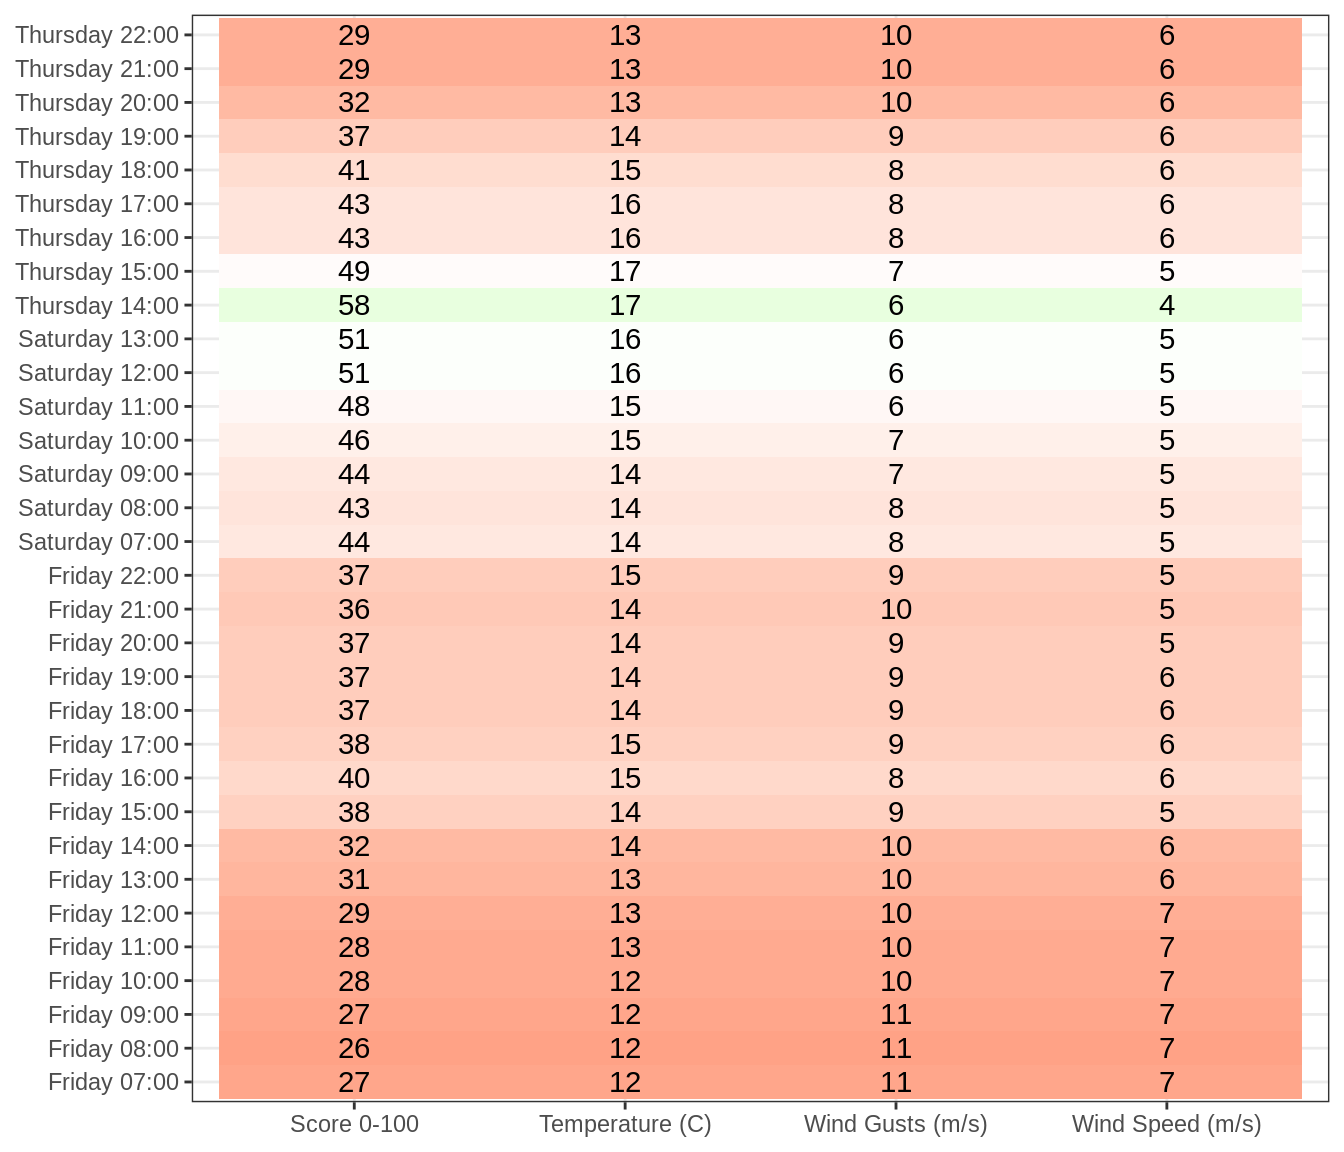 Thursday 22:00 29 13 10 6
Thursday 21:00 29 13 10 6
Thursday 20:00 32 13 10 6
Thursday 19:00 37 14 9 6
Thursday 18:00 41 15 8 6
Thursday 17:00 43 16 8 6
Thursday 16:00 43 16 8 6
Thursday 15:00 49 17 7 5
Thursday 14:00 58 17 6 4
Saturday 13:00 51 16 6 5
Saturday 12:00 51 16 6 5
Saturday 11:00 48 15 6 5
Saturday 10:00 46 15 7 5
Saturday 09:00 44 14 7 5
Saturday 08:00 43 14 8 5
Saturday 07:00 44 14 8 5
Friday 22:00 37 15 9 5
Friday 21:00 36 14 10 5
Friday 20:00 37 14 9 5
Friday 19:00 37 14 9 6
Friday 18:00 37 14 9 6
Friday 17:00 38 15 9 6
Friday 16:00 40 15 8 6
Friday 15:00 38 14 9 5
Friday 14:00 32 14 10 6
Friday 13:00 31 13 10 6
Friday 12:00 29 13 10 7
Friday 11:00 28 13 10 7
Friday 10:00 28 12 10 7
Friday 09:00 27 12 11 7
Friday 08:00 26 12 11 7
Friday 07:00 27 12 11 7
Score 0-100 Temperature (C) Wind Gusts (m/s) Wind Speed (m/s)